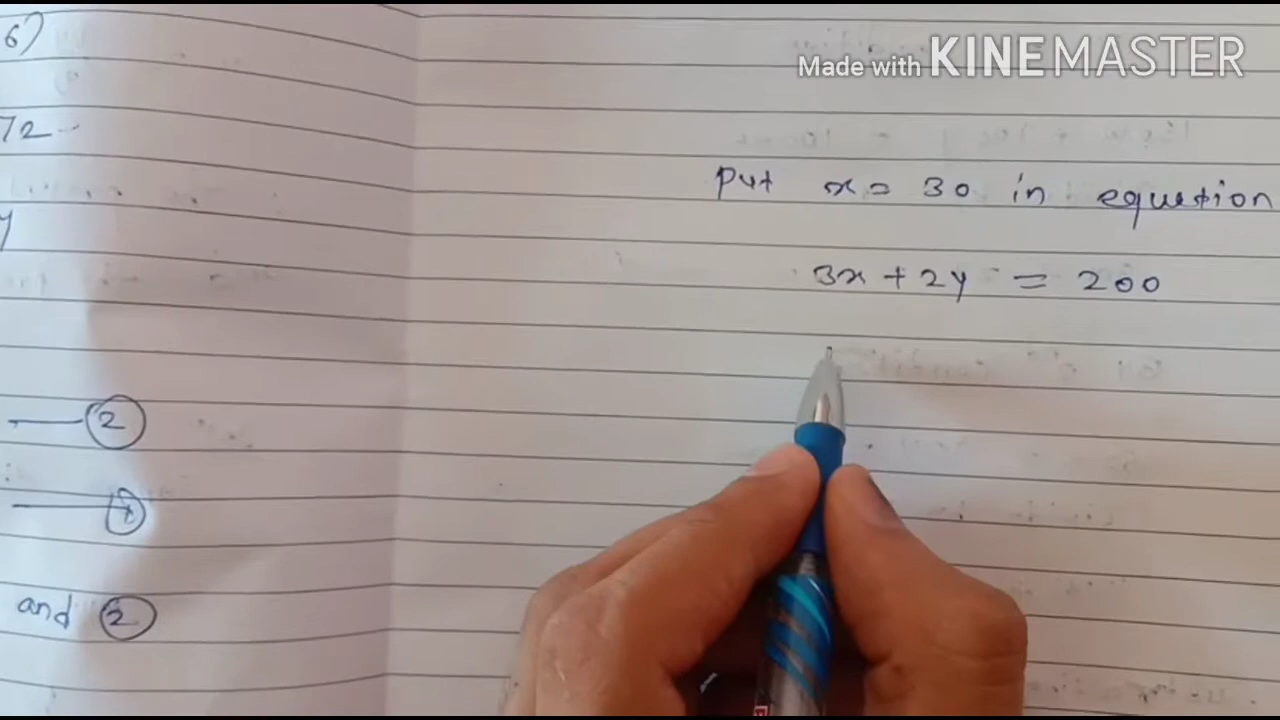 Made with KINEMASTER
6)
72
y
Put x = 30 in equation
3x + 2y = 200
② 
and ②